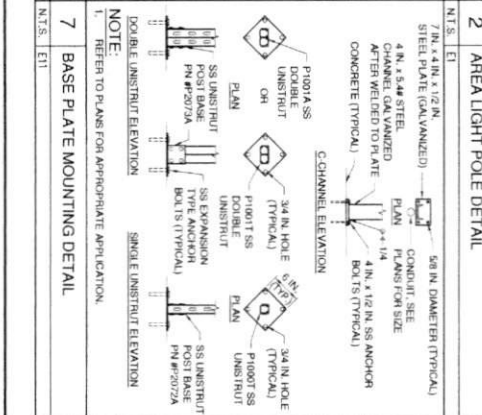 2 AREA LIGHT POLE DETAIL
N.T.S. E1
7 IN. x 4 IN. x 1/2 IN.
STEEL PLATE (GALVANIZED)
4 IN. x 5.4# STEEL
CHANNEL GALVANIZED
AFTER WELDED TO PLATE
CONCRETE (TYPICAL)
5/8 IN. DIAMETER (TYPICAL)
CONDUIT, SEE
PLANS FOR SIZE
PLAN
1/4
4 IN. x 1/2 IN. SS ANCHOR
BOLTS (TYPICAL)
C-CHANNEL ELEVATION
P1001A SS
DOUBLE
UNISTRUT
OR
PLAN
3/4 IN. HOLE
(TYPICAL)
P1001T SS
DOUBLE
UNISTRUT
6 IN.
(TYP.)
3/4 IN. HOLE
(TYPICAL)
P1000T SS
UNISTRUT
PLAN
SS UNISTRUT
POST BASE
PN #P2073A
SS EXPANSION
TYPE ANCHOR
BOLTS (TYPICAL)
SS UNISTRUT
POST BASE
PN #P2072A
DOUBLE UNISTRUT ELEVATION
SINGLE UNISTRUT ELEVATION
NOTE:
1. REFER TO PLANS FOR APPROPRIATE APPLICATION.
7 BASE PLATE MOUNTING DETAIL
N.T.S. E11